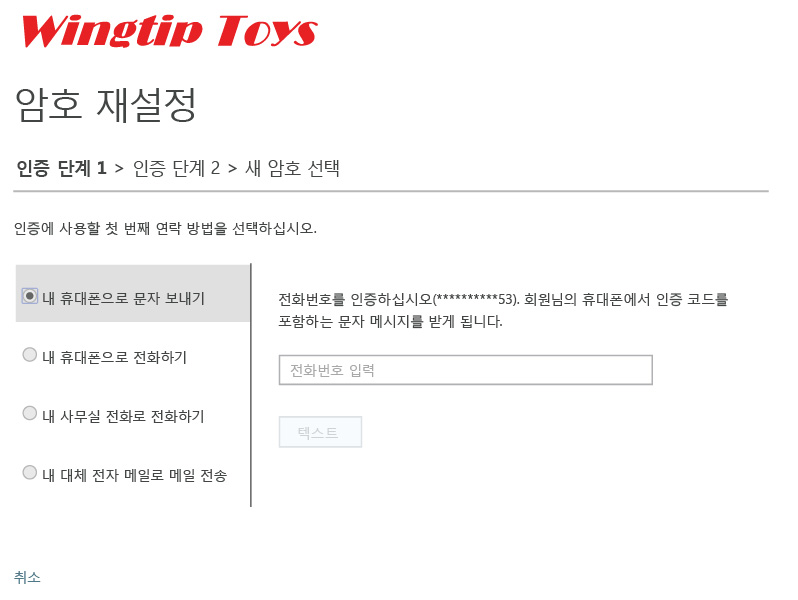 Wingtip Toys
암호 재설정
인증 단계 1 > 인증 단계 2 > 새 암호 선택
인증에 사용할 첫 번째 연락 방법을 선택하십시오.
내 휴대폰으로 문자 보내기
내 휴대폰으로 전화하기
내 사무실 전화로 전화하기
내 대체 전자 메일로 메일 전송
전화번호를 인증하십시오(**********53). 회원님의 휴대폰에서 인증 코드를
포함하는 문자 메시지를 받게 됩니다.
전화번호 입력
텍스트
취소